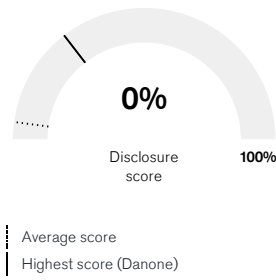 0%
Disclosure
score
100%
Average score
Highest score (Danone)